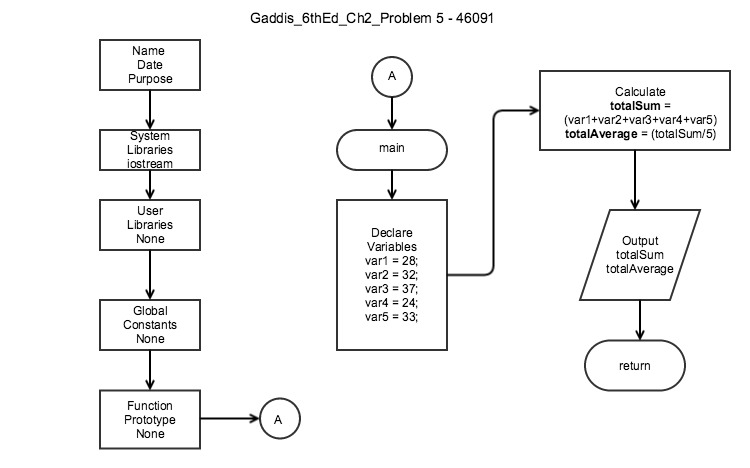 Gaddis_6thEd_Ch2_Problem 5 - 46091
Name
Date
Purpose
System
Libraries
iostream
User
Libraries
None
Global
Constants
None
Function
Prototype
None
A
A
main
Declare
Variables
var1 = 28;
var2 = 32;
var3 = 37;
var4 = 24;
var5 = 33;
Calculate
totalSum =
(var1+var2+var3+var4+var5)
totalAverage = (totalSum/5)
Output
totalSum
totalAverage
return